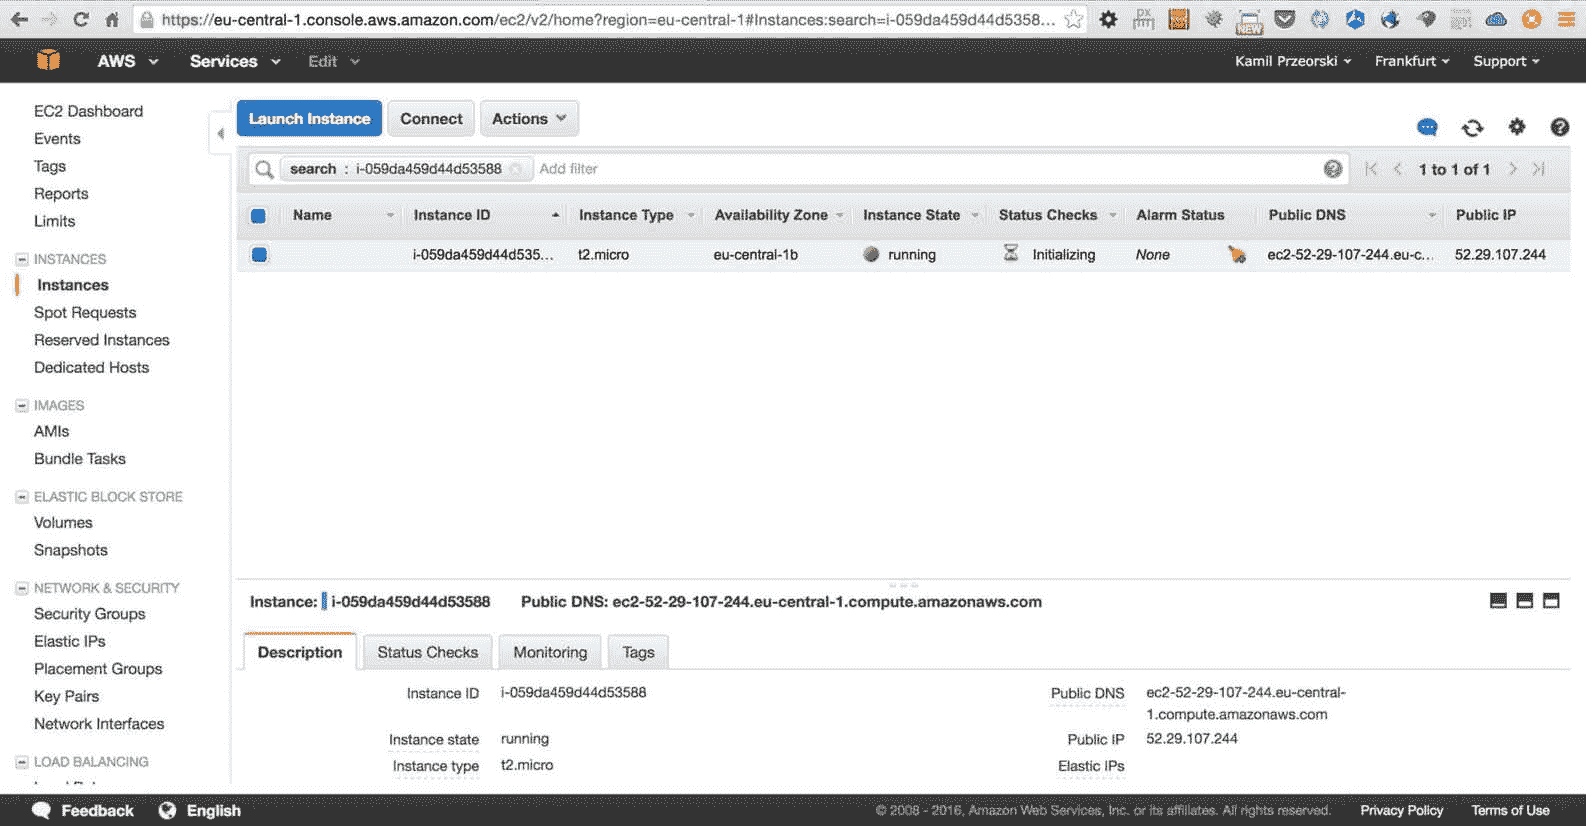 https://eu-central-1.console.aws.amazon.com/ec2/v2/home?region=eu-central-1#Instances:search=i-059da459d44d5358...
NEW
AWS Services Edit Kamil Przeorski Frankfurt Support
EC2 Dashboard
Events
Tags
Reports
Limits
INSTANCES
Instances
Spot Requests
Reserved Instances
Dedicated Hosts
IMAGES
AMIs
Bundle Tasks
ELASTIC BLOCK STORE
Volumes
Snapshots
NETWORK & SECURITY
Security Groups
Elastic IPs
Placement Groups
Key Pairs
Network Interfaces
LOAD BALANCING
Launch Instance Connect Actions
search : i-059da459d44d53588 Add filter 1 to 1 of 1
Name Instance ID Instance Type Availability Zone Instance State Status Checks Alarm Status Public DNS Public IP
i-059da459d44d535... t2.micro eu-central-1b running Initializing None ec2-52-29-107-244.eu-c... 52.29.107.244
Instance: i-059da459d44d53588 Public DNS: ec2-52-29-107-244.eu-central-1.compute.amazonaws.com
Description Status Checks Monitoring Tags
Instance ID i-059da459d44d53588
Instance state running
Instance type t2.micro
Public DNS ec2-52-29-107-244.eu-central-
1.compute.amazonaws.com
Public IP 52.29.107.244
Elastic IPs
Feedback English © 2008 - 2016, Amazon Web Services, Inc. or its affiliates. All rights reserved. Privacy Policy Terms of Use